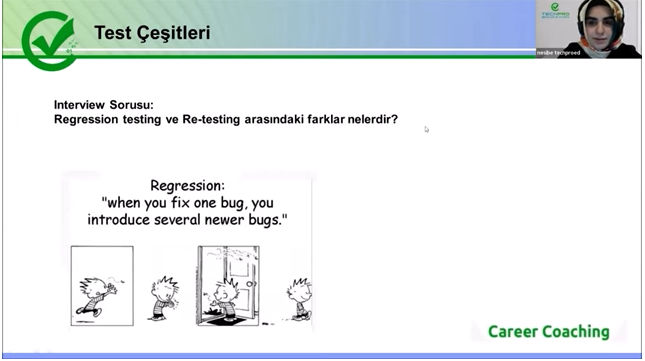 Test Çeşitleri
TECHPRO
nesibe techproed
Interview Sorusu:
Regression testing ve Re-testing arasındaki farklar nelerdir?
Regression:
"when you fix one bug, you
introduce several newer bugs."
Career Coaching